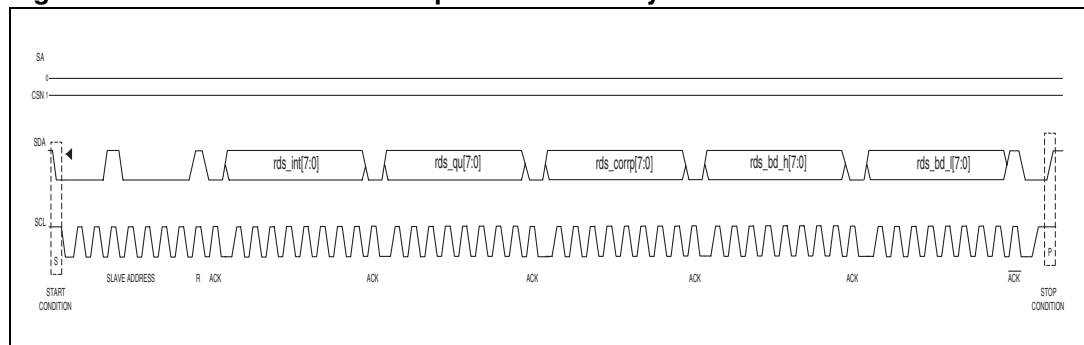 SA
0
CSN 1
SDA
rds_int[7:0] rds_qu[7:0] rds_corrp[7:0] rds_bd_h[7:0] rds_bd_l[7:0]
SCL
S P
SLAVE ADDRESS R ACK ACK ACK ACK ACK ACK
START CONDITION
STOP CONDITION